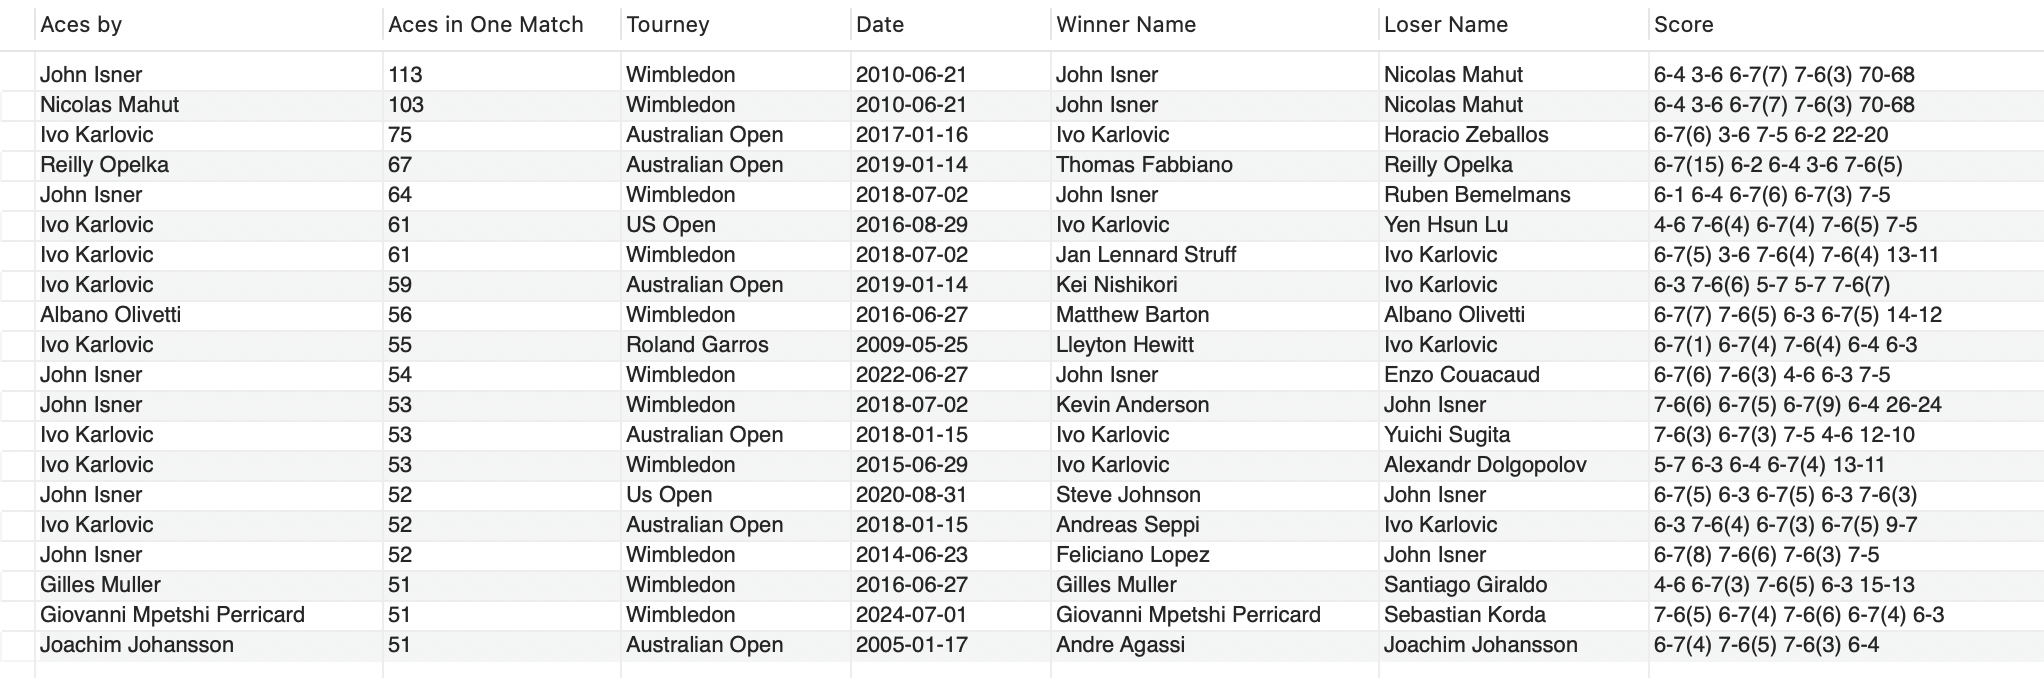 Aces by Aces in One Match Tourney Date Winner Name Loser Name Score
John Isner 113 Wimbledon 2010-06-21 John Isner Nicolas Mahut 6-4 3-6 6-7(7) 7-6(3) 70-68
Nicolas Mahut 103 Wimbledon 2010-06-21 John Isner Nicolas Mahut 6-4 3-6 6-7(7) 7-6(3) 70-68
Ivo Karlovic 75 Australian Open 2017-01-16 Ivo Karlovic Horacio Zeballos 6-7(6) 3-6 7-5 6-2 22-20
Reilly Opelka 67 Australian Open 2019-01-14 Thomas Fabbiano Reilly Opelka 6-7(15) 6-2 6-4 3-6 7-6(5)
John Isner 64 Wimbledon 2018-07-02 John Isner Ruben Bemelmans 6-1 6-4 6-7(6) 6-7(3) 7-5
Ivo Karlovic 61 US Open 2016-08-29 Ivo Karlovic Yen Hsun Lu 4-6 7-6(4) 6-7(4) 7-6(5) 7-5
Ivo Karlovic 61 Wimbledon 2018-07-02 Jan Lennard Struff Ivo Karlovic 6-7(5) 3-6 7-6(4) 7-6(4) 13-11
Ivo Karlovic 59 Australian Open 2019-01-14 Kei Nishikori Ivo Karlovic 6-3 7-6(6) 5-7 5-7 7-6(7)
Albano Olivetti 56 Wimbledon 2016-06-27 Matthew Barton Albano Olivetti 6-7(7) 7-6(5) 6-3 6-7(5) 14-12
Ivo Karlovic 55 Roland Garros 2009-05-25 Lleyton Hewitt Ivo Karlovic 6-7(1) 6-7(4) 7-6(4) 6-4 6-3
John Isner 54 Wimbledon 2022-06-27 John Isner Enzo Couacaud 6-7(6) 7-6(3) 4-6 6-3 7-5
John Isner 53 Wimbledon 2018-07-02 Kevin Anderson John Isner 7-6(6) 6-7(5) 6-7(9) 6-4 26-24
Ivo Karlovic 53 Australian Open 2018-01-15 Ivo Karlovic Yuichi Sugita 7-6(3) 6-7(3) 7-5 4-6 12-10
Ivo Karlovic 53 Wimbledon 2015-06-29 Ivo Karlovic Alexandr Dolgopolov 5-7 6-3 6-4 6-7(4) 13-11
John Isner 52 Us Open 2020-08-31 Steve Johnson John Isner 6-7(5) 6-3 6-7(5) 6-3 7-6(3)
Ivo Karlovic 52 Australian Open 2018-01-15 Andreas Seppi Ivo Karlovic 6-3 7-6(4) 6-7(3) 6-7(5) 9-7
John Isner 52 Wimbledon 2014-06-23 Feliciano Lopez John Isner 6-7(8) 7-6(6) 7-6(3) 7-5
Gilles Muller 51 Wimbledon 2016-06-27 Gilles Muller Santiago Giraldo 4-6 6-7(3) 7-6(5) 6-3 15-13
Giovanni Mpetshi Perricard 51 Wimbledon 2024-07-01 Giovanni Mpetshi Perricard Sebastian Korda 7-6(5) 6-7(4) 7-6(6) 6-7(4) 6-3
Joachim Johansson 51 Australian Open 2005-01-17 Andre Agassi Joachim Johansson 6-7(4) 7-6(5) 7-6(3) 6-4